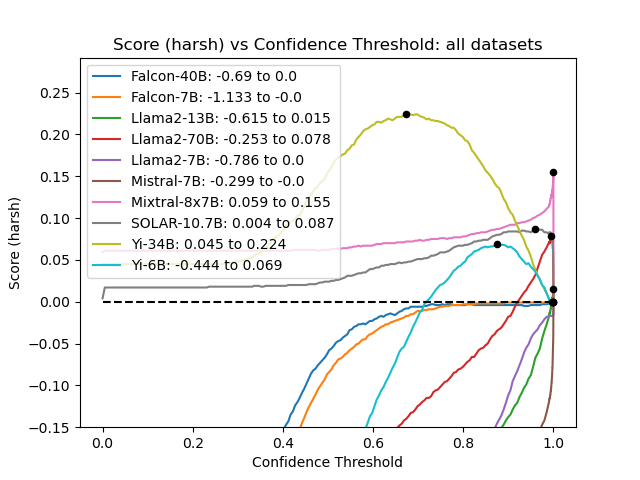 Score (harsh) vs Confidence Threshold: all datasets
Falcon-40B: -0.69 to 0.0
Falcon-7B: -1.133 to -0.0
Llama2-13B: -0.615 to 0.015
Llama2-70B: -0.253 to 0.078
Llama2-7B: -0.786 to 0.0
Mistral-7B: -0.299 to -0.0
Mixtral-8x7B: 0.059 to 0.155
SOLAR-10.7B: 0.004 to 0.087
Yi-34B: 0.045 to 0.224
Yi-6B: -0.444 to 0.069
Score (harsh)
0.25
0.20
0.15
0.10
0.05
0.00
−0.05
−0.10
−0.15
0.0 0.2 0.4 0.6 0.8 1.0
Confidence Threshold